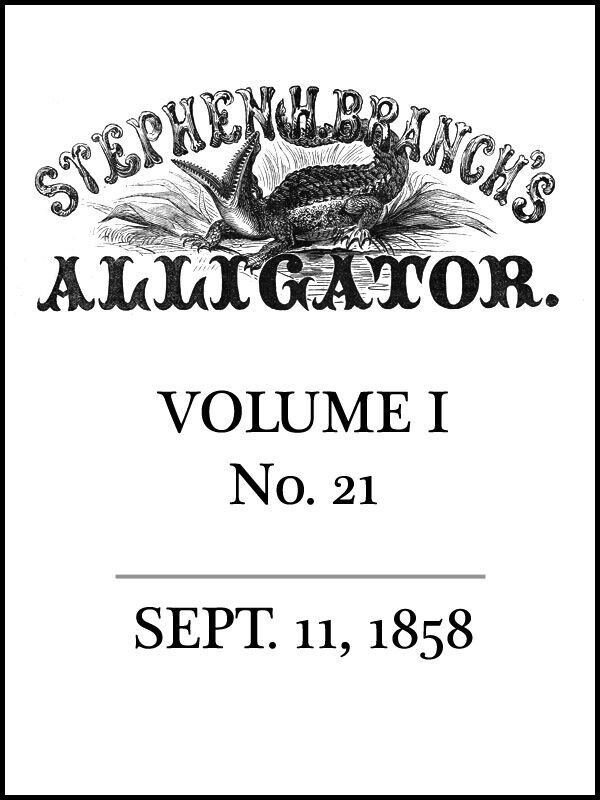 STEPHEN H. BRANCH'S
ALLIGATOR.
VOLUME I
No. 21
SEPT. 11, 1858